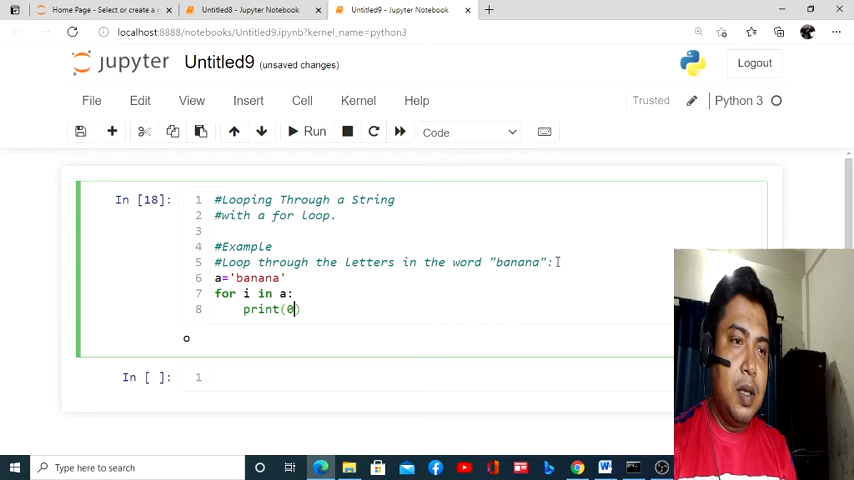 Home Page - Select or create a n
Untitled8 - Jupyter Notebook
Untitled9 - Jupyter Notebook
localhost:8888/notebooks/Untitled9.ipynb?kernel_name=python3
jupyter Untitled9 (unsaved changes)
Logout
File Edit View Insert Cell Kernel Help
Trusted
Python 3
Run
Code
In [18]:
1 #Looping Through a String
2 #with a for loop.
3
4 #Example
5 #Loop through the letters in the word "banana":
6 a='banana'
7 for i in a:
8 print(0)
o
In [ ]: 1
Type here to search